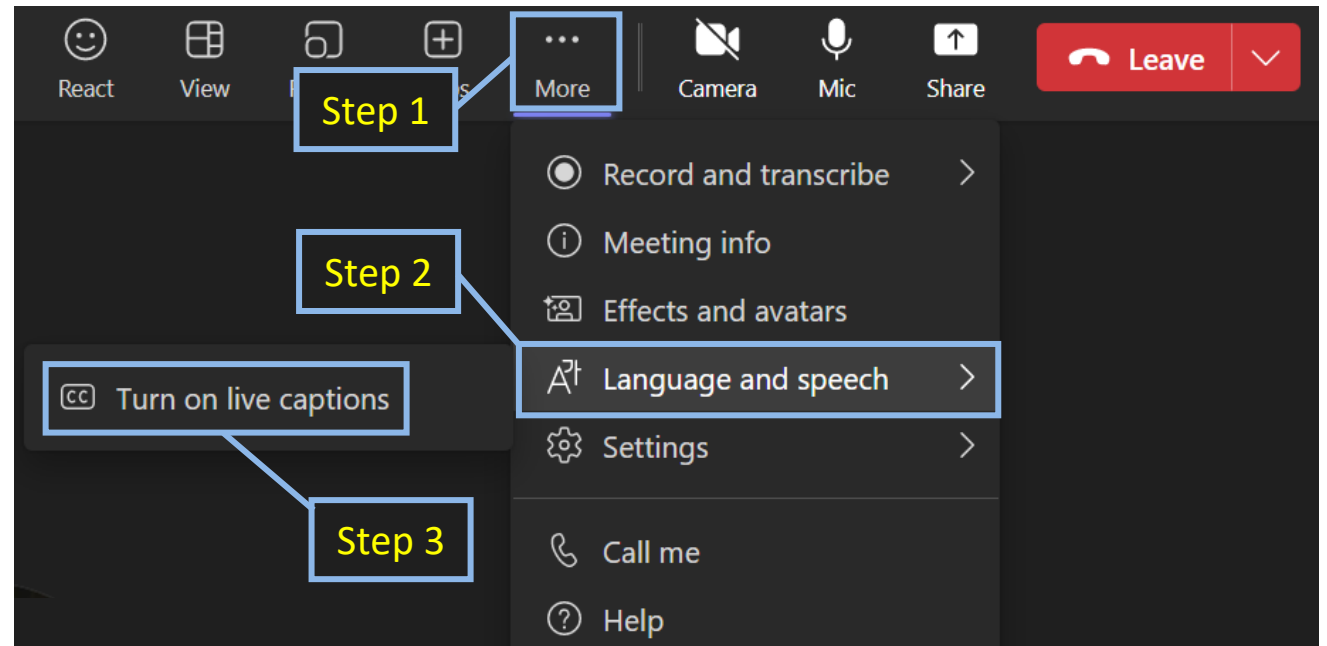 React View More Camera Mic Share Leave
Step 1
Record and transcribe
Meeting info
Step 2
Effects and avatars
Language and speech
CC Turn on live captions
Settings
Step 3
Call me
Help